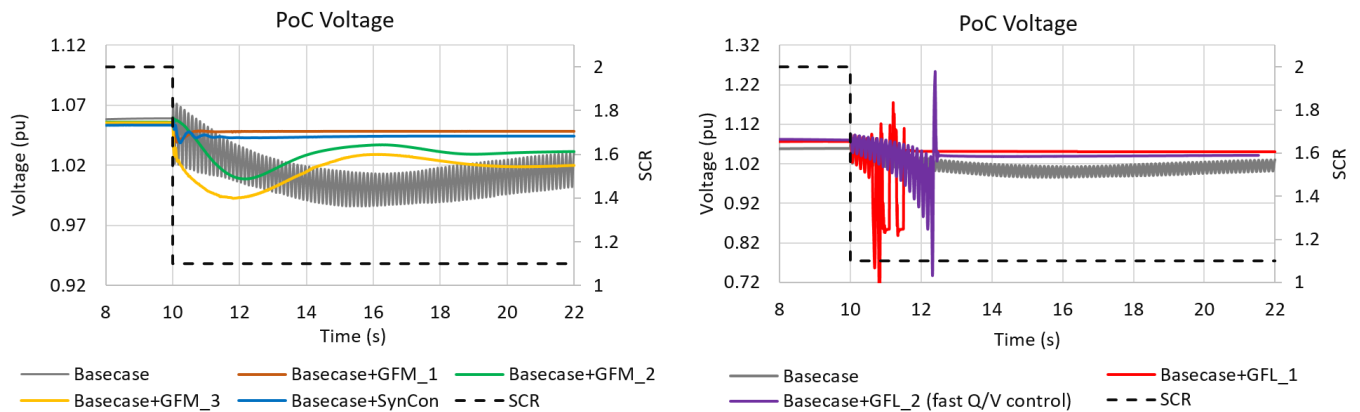 PoC Voltage
1.12
1.07
1.02
0.97
0.92
Voltage (pu)
2
1.8
1.6
1.4
1.2
1
SCR
8 10 12 14 16 18 20 22
Time (s)
Basecase Basecase+GFM_1 Basecase+GFM_2
Basecase+GFM_3 Basecase+SynCon SCR
PoC Voltage
1.32
1.22
1.12
1.02
0.92
0.82
0.72
Voltage (pu)
2
1.8
1.6
1.4
1.2
1
SCR
8 10 12 14 16 18 20 22
Time (s)
Basecase Basecase+GFL_1
Basecase+GFL_2 (fast Q/V control) SCR